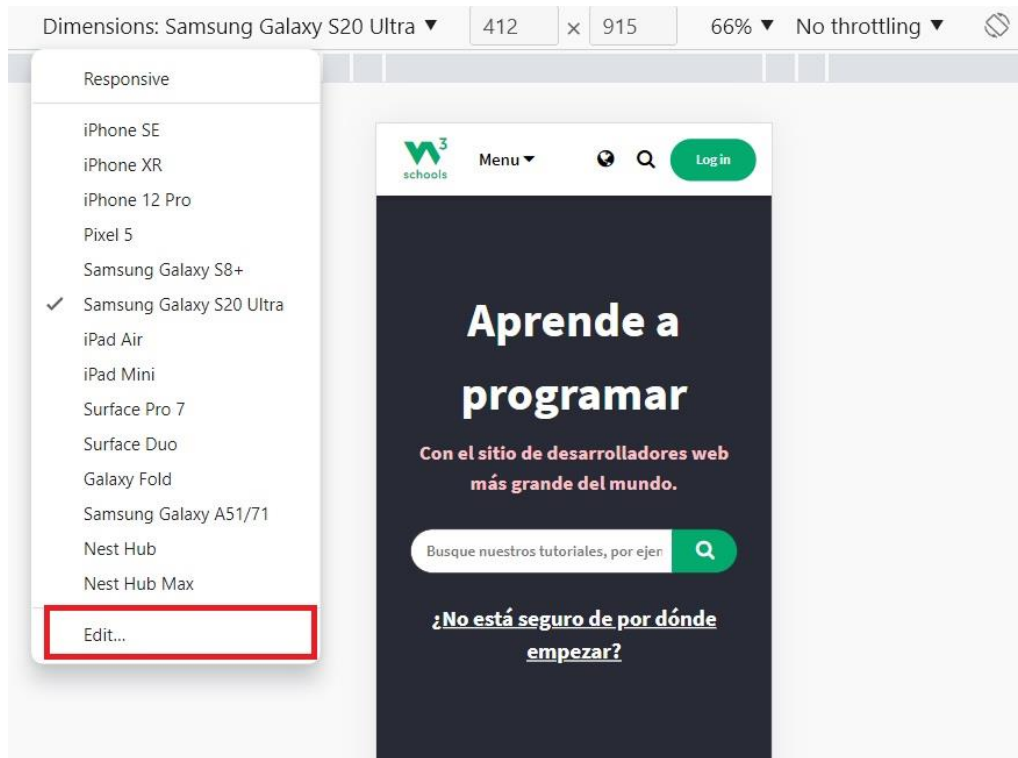 Dimensions: Samsung Galaxy S20 Ultra ▼ 412 × 915 66% ▼ No throttling ▼
Responsive
iPhone SE
iPhone XR
iPhone 12 Pro
Pixel 5
Samsung Galaxy S8+
Samsung Galaxy S20 Ultra
iPad Air
iPad Mini
Surface Pro 7
Surface Duo
Galaxy Fold
Samsung Galaxy A51/71
Nest Hub
Nest Hub Max
Edit...
W3
schools
Menu
Log in
Aprende a
programar
Con el sitio de desarrolladores web
más grande del mundo.
Busque nuestros tutoriales, por ejen
¿No está seguro de por dónde
empezar?